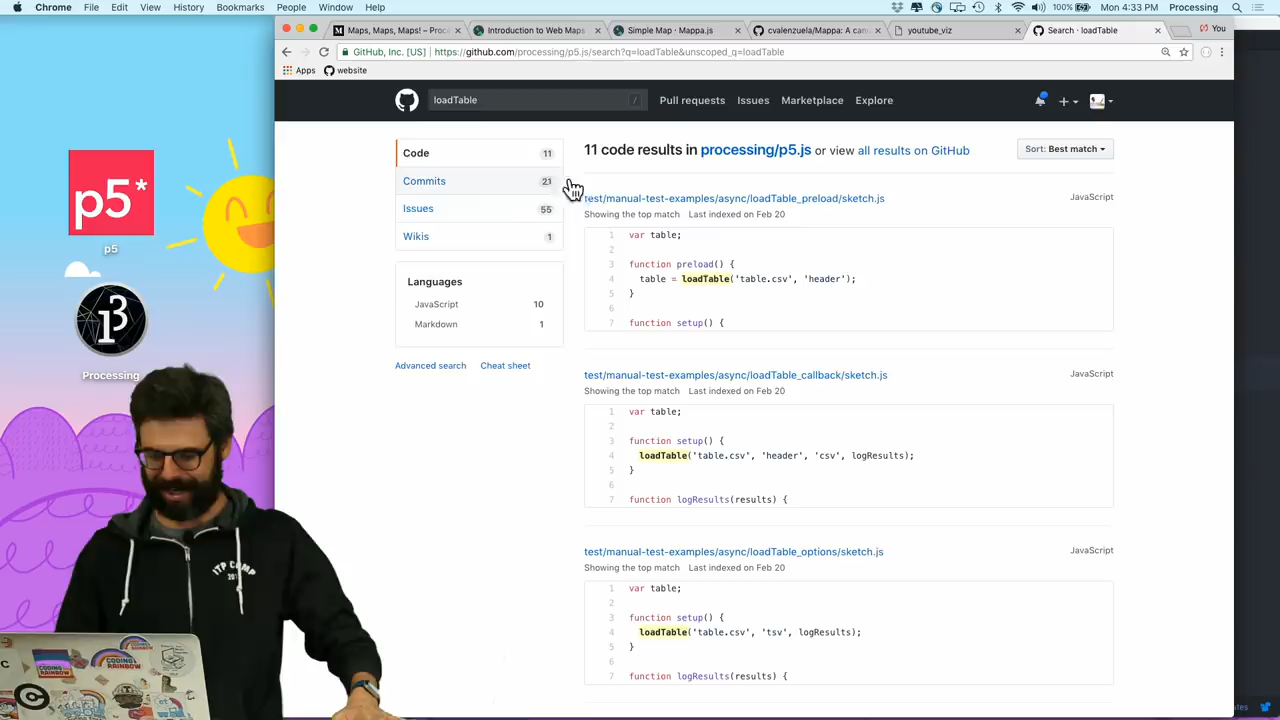 Chrome File Edit View History Bookmarks People Window Help
100% Mon 4:33 PM Processing
Maps, Maps, Maps! – Proc
Introduction to Web Maps
Simple Map · Mappa.js
cvalenzuela/Mappa: A can
youtube_viz
Search · loadTable
You
GitHub, Inc. [US] https://github.com/processing/p5.js/search?q=loadTable&unscoped_q=loadTable
Apps website
loadTable / Pull requests Issues Marketplace Explore
Code 11
Commits 21
Issues 55
Wikis 1
Languages
JavaScript 10
Markdown 1
Advanced search Cheat sheet
11 code results in processing/p5.js or view all results on GitHub
Sort: Best match
test/manual-test-examples/async/loadTable_preload/sketch.js
JavaScript
Showing the top match Last indexed on Feb 20
1 var table;
2
3 function preload() {
4 table = loadTable('table.csv', 'header');
5 }
6
7 function setup() {
test/manual-test-examples/async/loadTable_callback/sketch.js
JavaScript
Showing the top match Last indexed on Feb 20
1 var table;
2
3 function setup() {
4 loadTable('table.csv', 'header', 'csv', logResults);
5 }
6
7 function logResults(results) {
test/manual-test-examples/async/loadTable_options/sketch.js
JavaScript
Showing the top match Last indexed on Feb 20
1 var table;
2
3 function setup() {
4 loadTable('table.csv', 'tsv', logResults);
5 }
6
7 function logResults(results) {
p5*
p5
Processing
ITP CAMP
CODING
RAINBOW